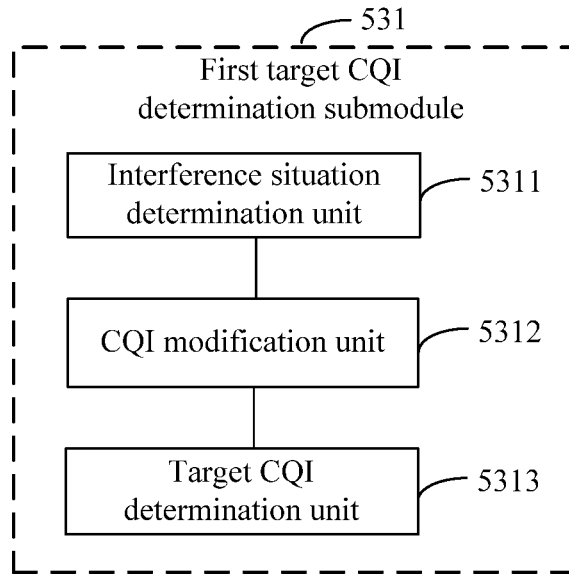 531
First target CQI
determination submodule
Interference situation
determination unit
5311
CQI modification unit
5312
Target CQI
determination unit
5313